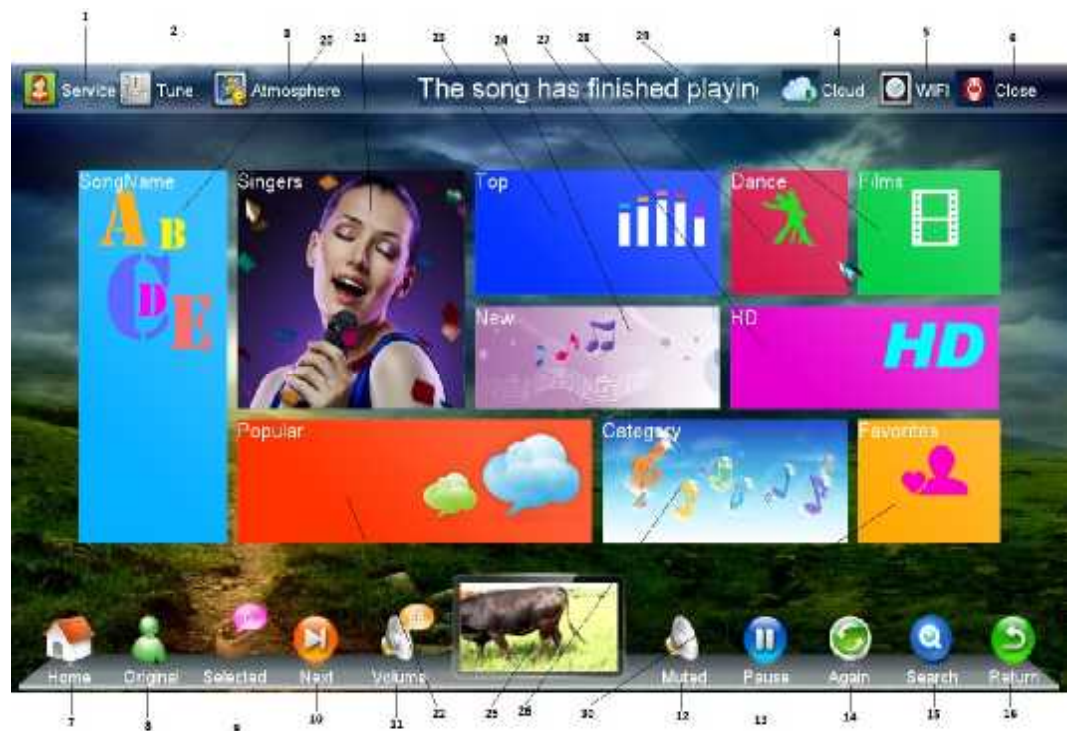 1 2 3 20 21 23 24 27 28 29 4 5 6
Service Tune Atmosphere The song has finished playin Cloud WIFI Close
SongName Singers Top Dance Films
A B C D E
New HD
HD
Popular Category Favorites
Home Original Selected Next Volume Muted Pause Again Search Return
7 8 9 10 11 22 25 26 30 12 13 14 15 16